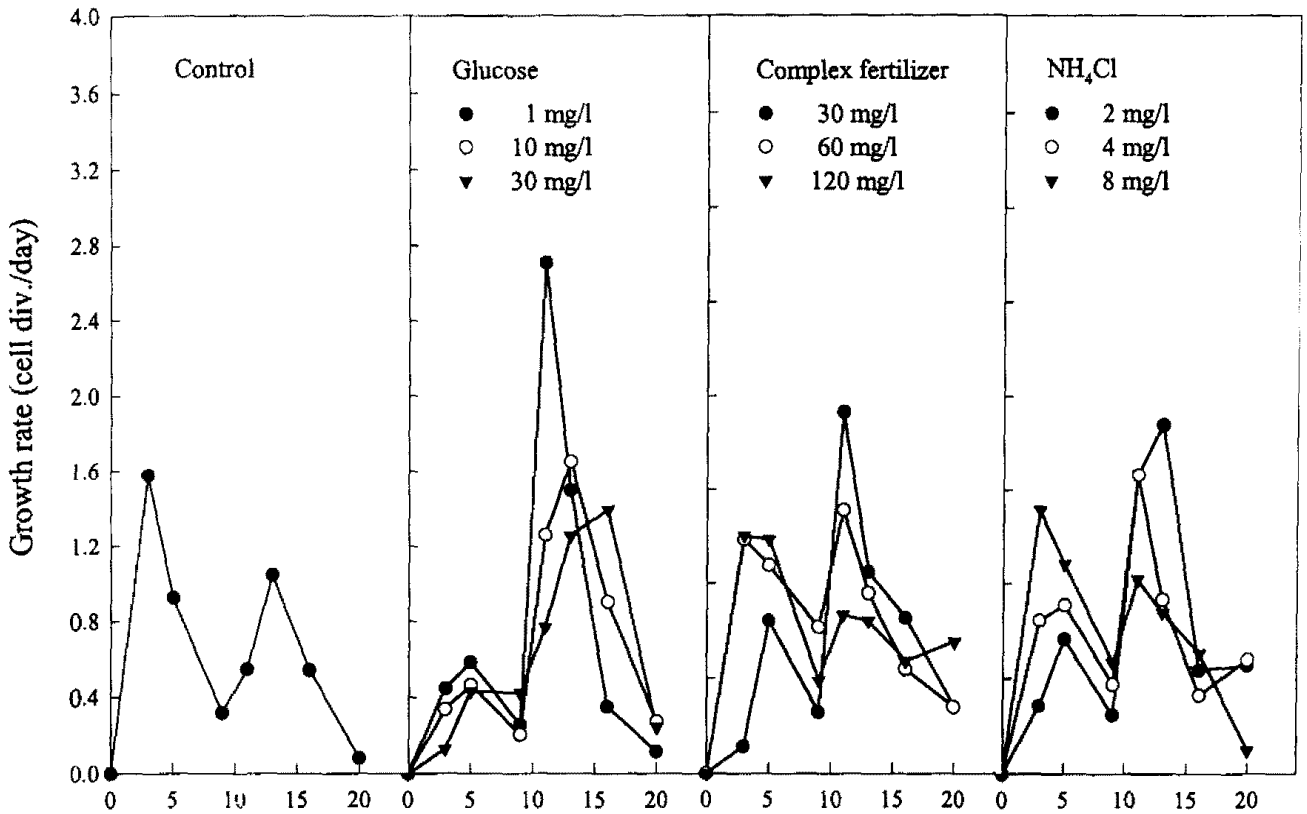 Growth rate (cell div./day)
4.0
3.6
3.2
2.8
2.4
2.0
1.6
1.2
0.8
0.4
0.0
Control
0 5 10 15 20
Glucose
1 mg/l
10 mg/l
30 mg/l
0 5 10 15 20
Complex fertilizer
30 mg/l
60 mg/l
120 mg/l
0 5 10 15 20
NH₄Cl
2 mg/l
4 mg/l
8 mg/l
0 5 10 15 20